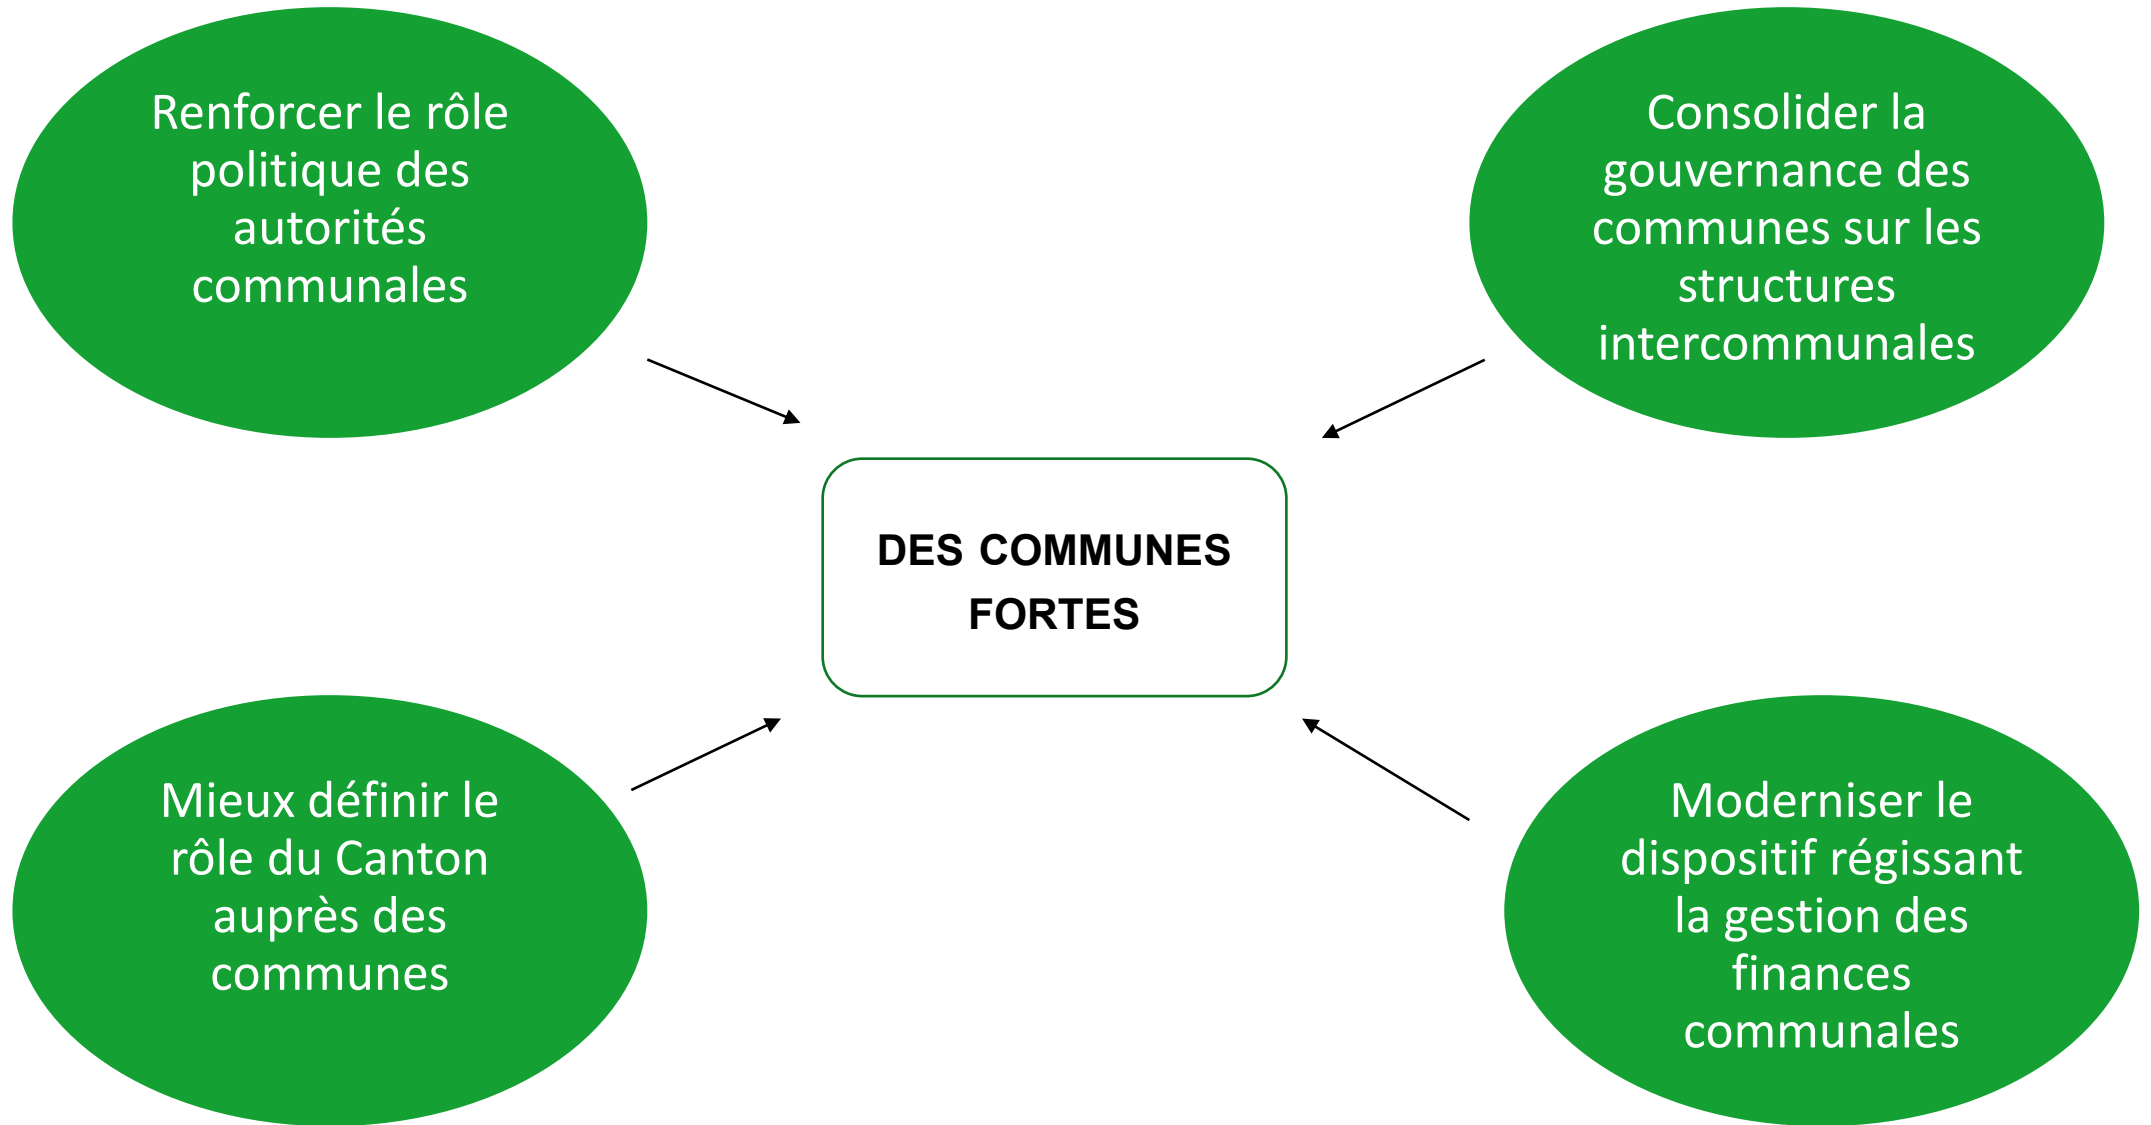 Renforcer le rôle
politique des
autorités
communales
Consolider la
gouvernance des
communes sur les
structures
intercommunales
DES COMMUNES
FORTES
Mieux définir le
rôle du Canton
auprès des
communes
Moderniser le
dispositif régissant
la gestion des
finances
communales